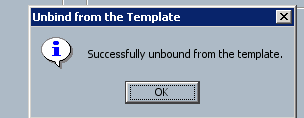 Unbind from the Template
Successfully unbound from the template.
OK